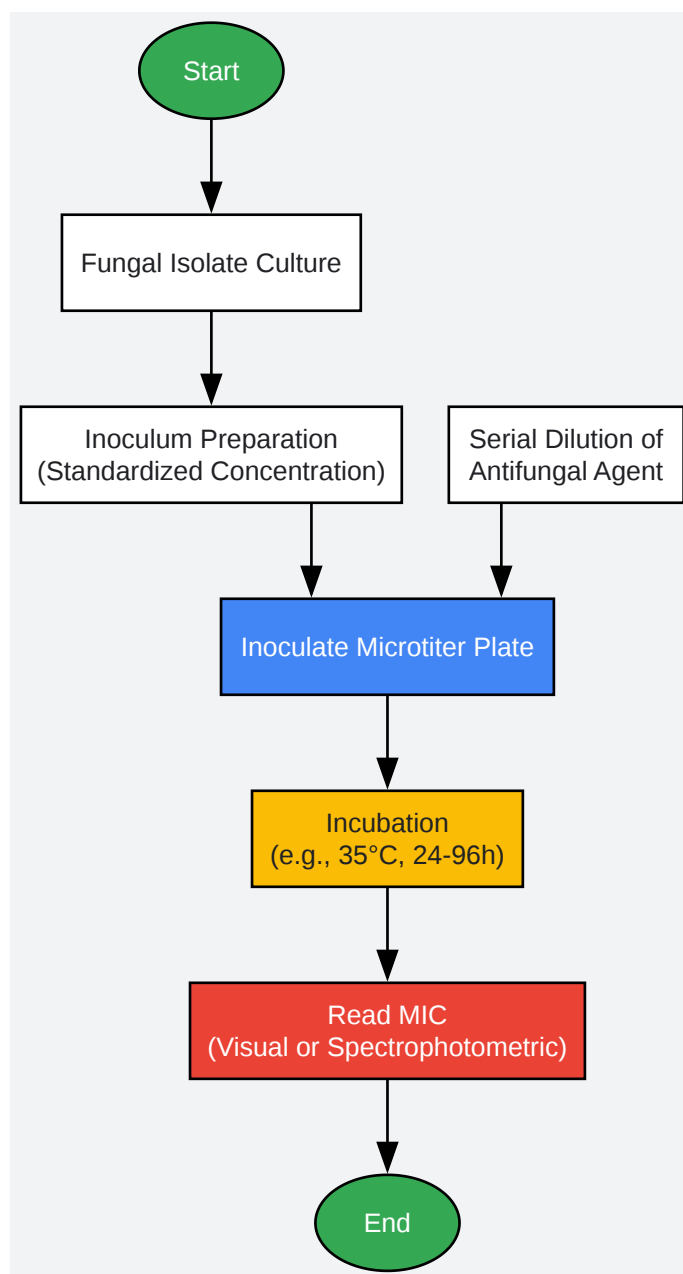 Start
Fungal Isolate Culture
Inoculum Preparation
(Standardized Concentration)
Serial Dilution of
Antifungal Agent
Inoculate Microtiter Plate
Incubation
(e.g., 35°C, 24-96h)
Read MIC
(Visual or Spectrophotometric)
End